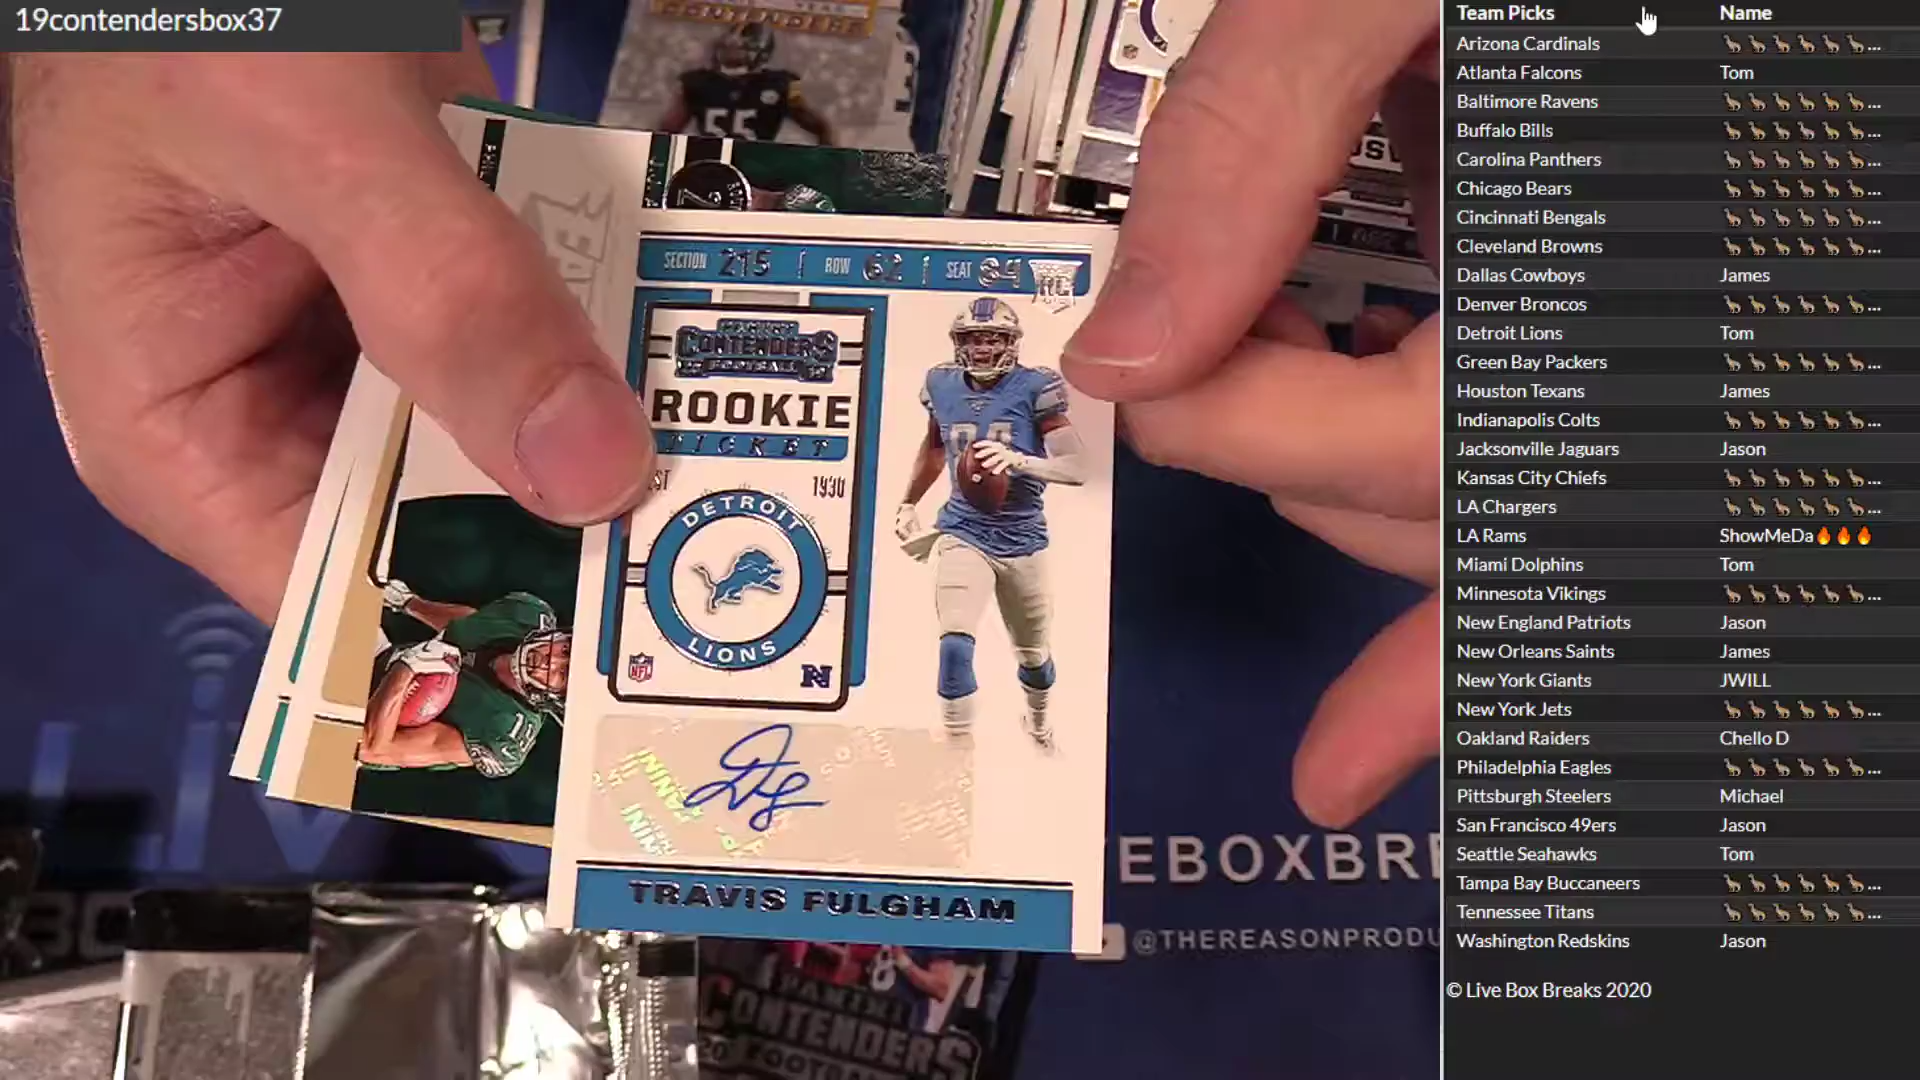 19contendersbox37
55
SECTION 215 | ROW 62 | SEAT 84 RC
CONTENDERS
FOOTBALL
ROOKIE
TICKET
EST 1930
DETROIT
LIONS
NFL
N
TRAVIS FULGHAM
@THEREASONPRODU
PANINI
CONTENDERS
Team Picks Name
Arizona Cardinals 🦒🦒🦒🦒🦒🦒...
Atlanta Falcons Tom
Baltimore Ravens 🦒🦒🦒🦒🦒🦒...
Buffalo Bills 🦒🦒🦒🦒🦒🦒...
Carolina Panthers 🦒🦒🦒🦒🦒🦒...
Chicago Bears 🦒🦒🦒🦒🦒🦒...
Cincinnati Bengals 🦒🦒🦒🦒🦒🦒...
Cleveland Browns 🦒🦒🦒🦒🦒🦒...
Dallas Cowboys James
Denver Broncos 🦒🦒🦒🦒🦒🦒...
Detroit Lions Tom
Green Bay Packers 🦒🦒🦒🦒🦒🦒...
Houston Texans James
Indianapolis Colts 🦒🦒🦒🦒🦒🦒...
Jacksonville Jaguars Jason
Kansas City Chiefs 🦒🦒🦒🦒🦒🦒...
LA Chargers 🦒🦒🦒🦒🦒🦒...
LA Rams ShowMeDa🔥🔥🔥
Miami Dolphins Tom
Minnesota Vikings 🦒🦒🦒🦒🦒🦒...
New England Patriots Jason
New Orleans Saints James
New York Giants JWILL
New York Jets 🦒🦒🦒🦒🦒🦒...
Oakland Raiders Chello D
Philadelphia Eagles 🦒🦒🦒🦒🦒🦒...
Pittsburgh Steelers Michael
San Francisco 49ers Jason
Seattle Seahawks Tom
Tampa Bay Buccaneers 🦒🦒🦒🦒🦒🦒...
Tennessee Titans 🦒🦒🦒🦒🦒🦒...
Washington Redskins Jason
© Live Box Breaks 2020